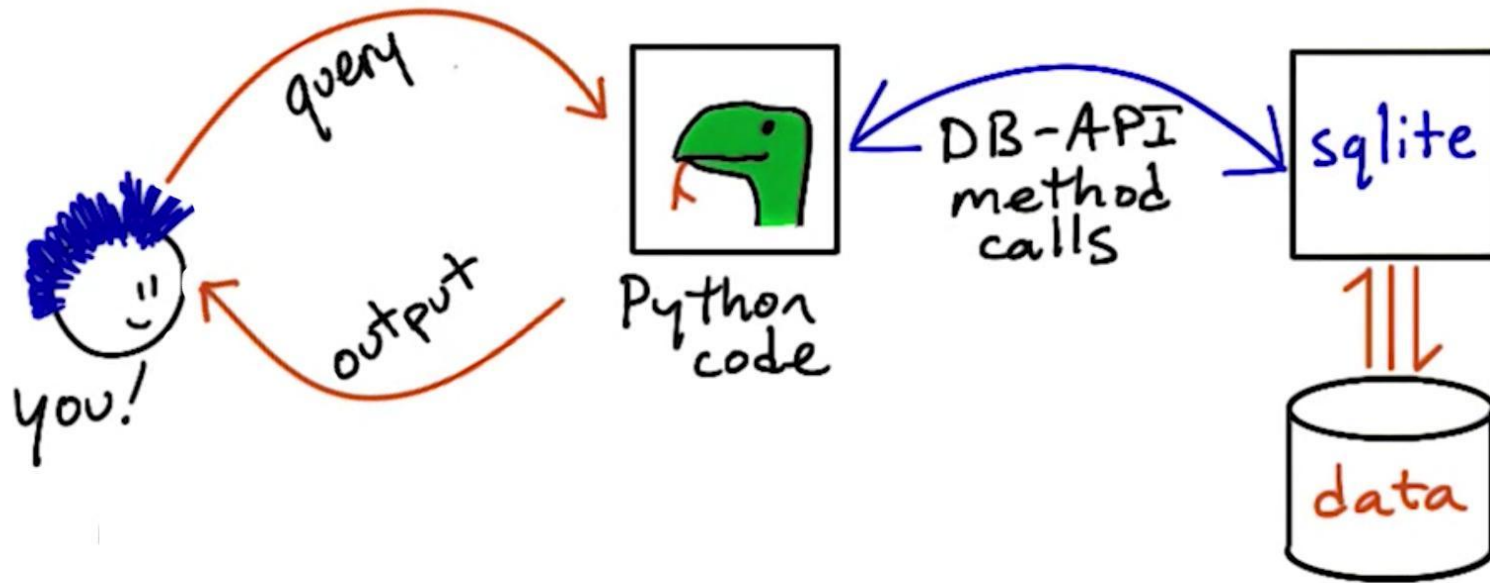 query
DB-API
method
calls
sqlite
Python
code
output
you!
data